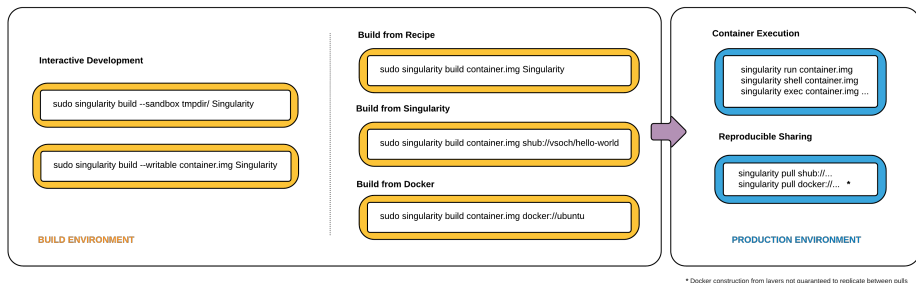 Interactive Development
sudo singularity build --sandbox tmpdir/ Singularity
sudo singularity build --writable container.img Singularity
BUILD ENVIRONMENT
Build from Recipe
sudo singularity build container.img Singularity
Build from Singularity
sudo singularity build container.img shub://vsoch/hello-world
Build from Docker
sudo singularity build container.img docker://ubuntu
Container Execution
singularity run container.img
singularity shell container.img
singularity exec container.img ...
Reproducible Sharing
singularity pull shub://...
singularity pull docker://... *
PRODUCTION ENVIRONMENT
* Docker construction from layers not guaranteed to replicate between pulls